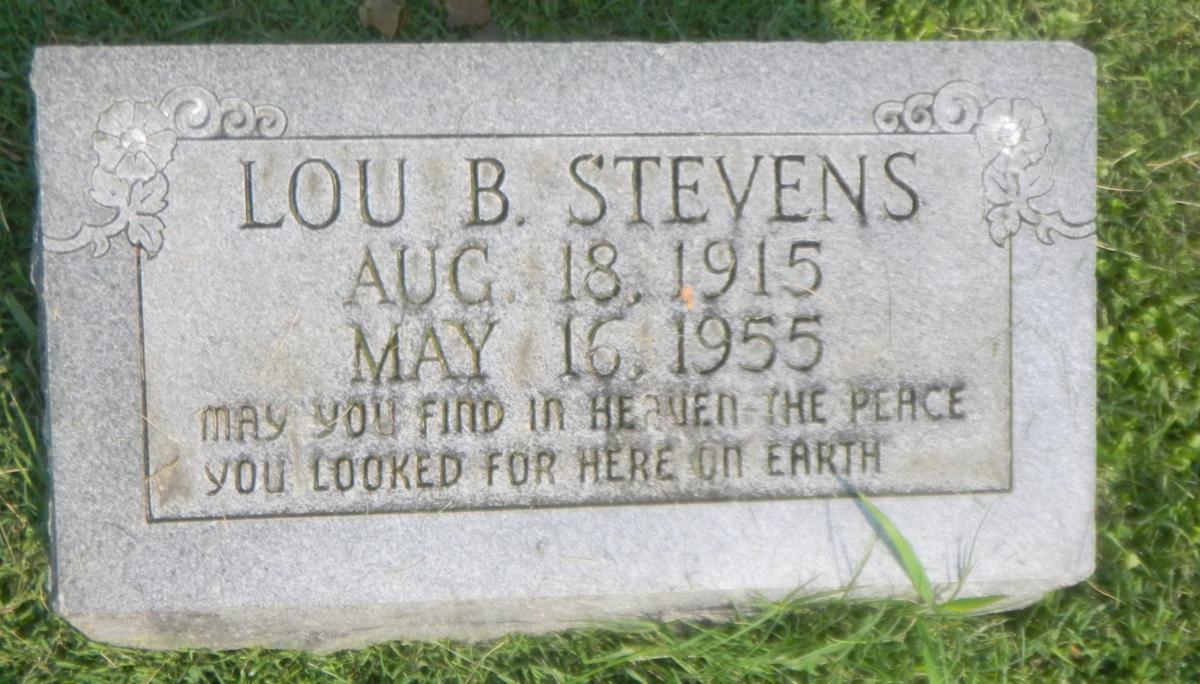 LOU B. STEVENS
AUG. 18, 1915
MAY 16, 1955
MAY YOU FIND IN HEAVEN THE PEACE
YOU LOOKED FOR HERE ON EARTH